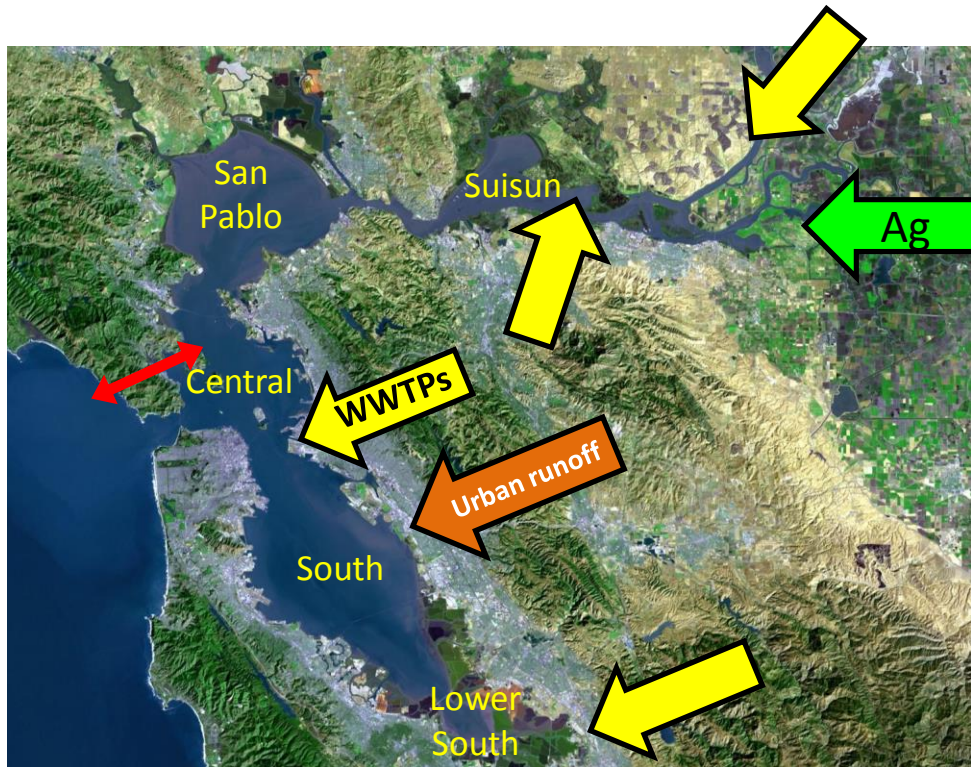 San
Pablo
Suisun
Ag
Central
WWTPs
Urban runoff
South
Lower
South